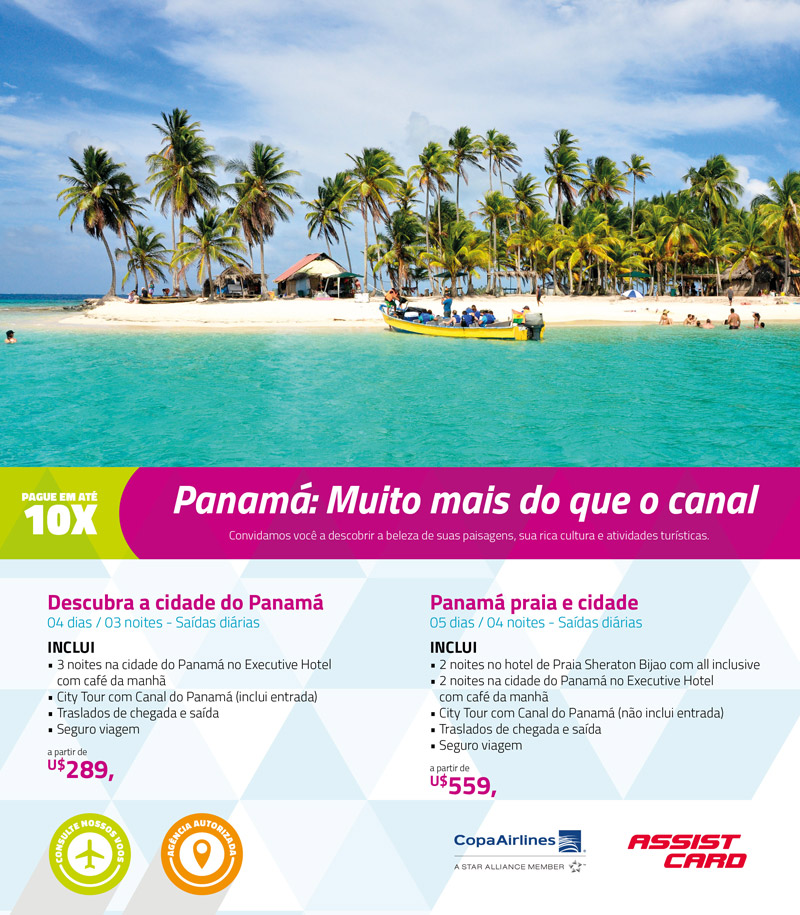 PAGUE EM ATÉ
10X
Panamá: Muito mais do que o canal
Convidamos você a descobrir a beleza de suas paisagens, sua rica cultura e atividades turísticas.
Descubra a cidade do Panamá
04 dias / 03 noites - Saídas diárias
INCLUI
• 3 noites na cidade do Panamá no Executive Hotel
com café da manhã
• City Tour com Canal do Panamá (inclui entrada)
• Traslados de chegada e saída
• Seguro viagem
a partir de
U$289,
Panamá praia e cidade
05 dias / 04 noites - Saídas diárias
INCLUI
• 2 noites no hotel de Praia Sheraton Bijao com all inclusive
• 2 noites na cidade do Panamá no Executive Hotel
com café da manhã
• City Tour com Canal do Panamá (não inclui entrada)
• Traslados de chegada e saída
• Seguro viagem
a partir de
U$559,
CONSULTE NOSSOS VOOS
AGÊNCIA AUTORIZADA
CopaAirlines
A STAR ALLIANCE MEMBER
ASSIST
CARD